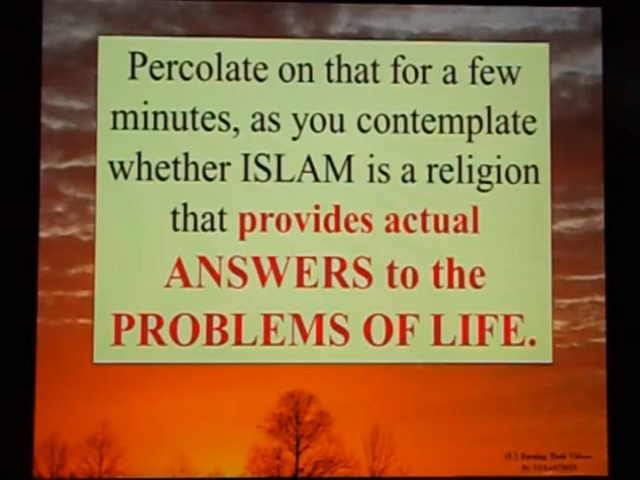 Percolate on that for a few
minutes, as you contemplate
whether ISLAM is a religion
that provides actual
ANSWERS to the
PROBLEMS OF LIFE.